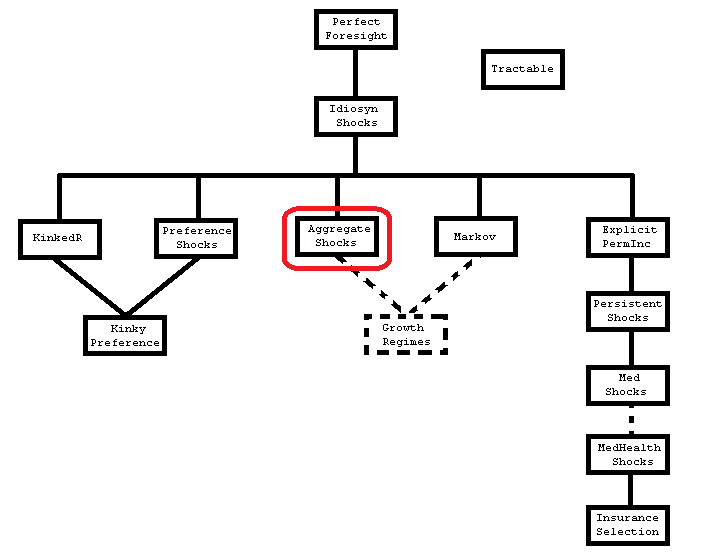 Perfect
Foresight
Tractable
Idiosyn
Shocks
KinkedR
Preference
Shocks
Aggregate
Shocks
Markov
Explicit
PermInc
Kinky
Preference
Growth
Regimes
Persistent
Shocks
Med
Shocks
MedHealth
Shocks
Insurance
Selection